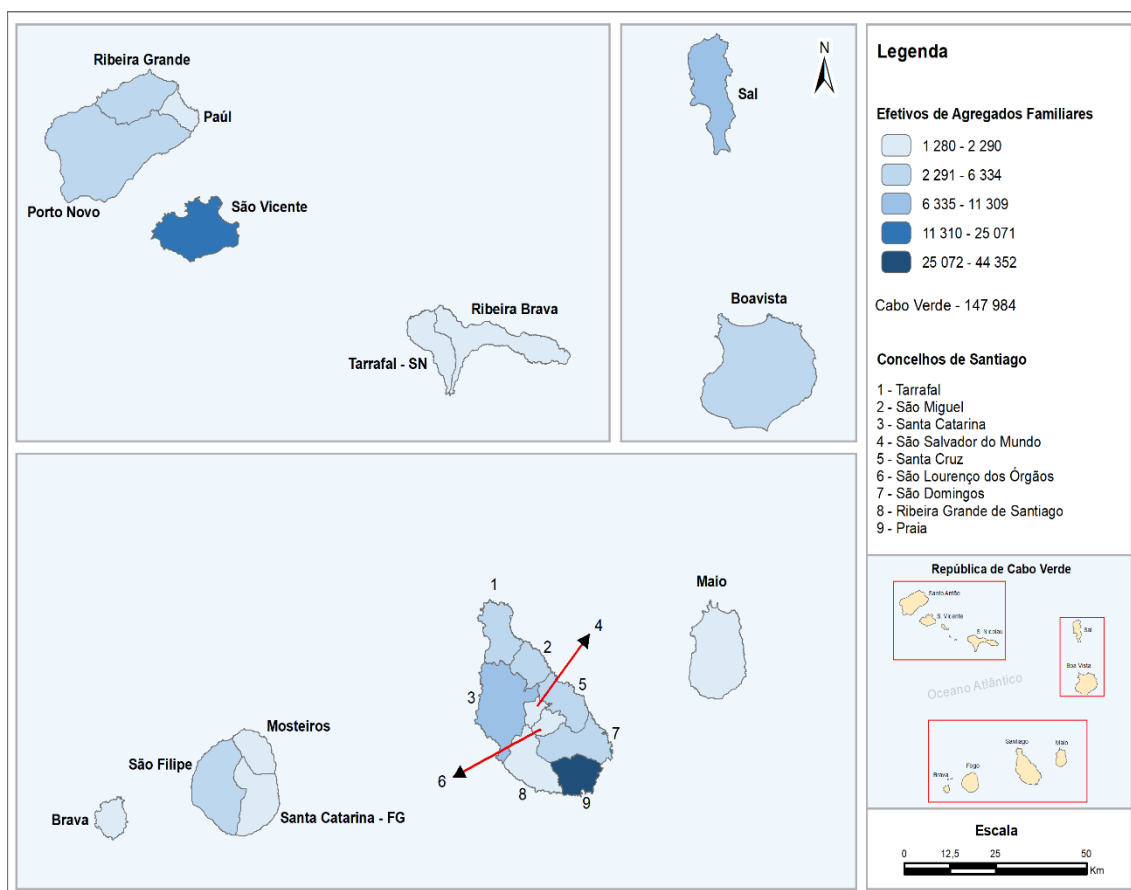 Ribeira Grande
Paúl
Porto Novo
São Vicente
Ribeira Brava
Tarrafal - SN
Sal
N
Boavista
Maio
1
2
3
4
5
6
7
8
9
Mosteiros
São Filipe
Brava
Santa Catarina - FG
Legenda
Efetivos de Agregados Familiares
1 280 - 2 290
2 291 - 6 334
6 335 - 11 309
11 310 - 25 071
25 072 - 44 352
Cabo Verde - 147 984
Concelhos de Santiago
1 - Tarrafal
2 - São Miguel
3 - Santa Catarina
4 - São Salvador do Mundo
5 - Santa Cruz
6 - São Lourenço dos Órgãos
7 - São Domingos
8 - Ribeira Grande de Santiago
9 - Praia
República de Cabo Verde
Santo Antão
S. Vicente
S. Nicolau
Sal
Boa Vista
Oceano Atlântico
Santiago
Maio
Fogo
Brava
Escala
0 12,5 25 50
Km